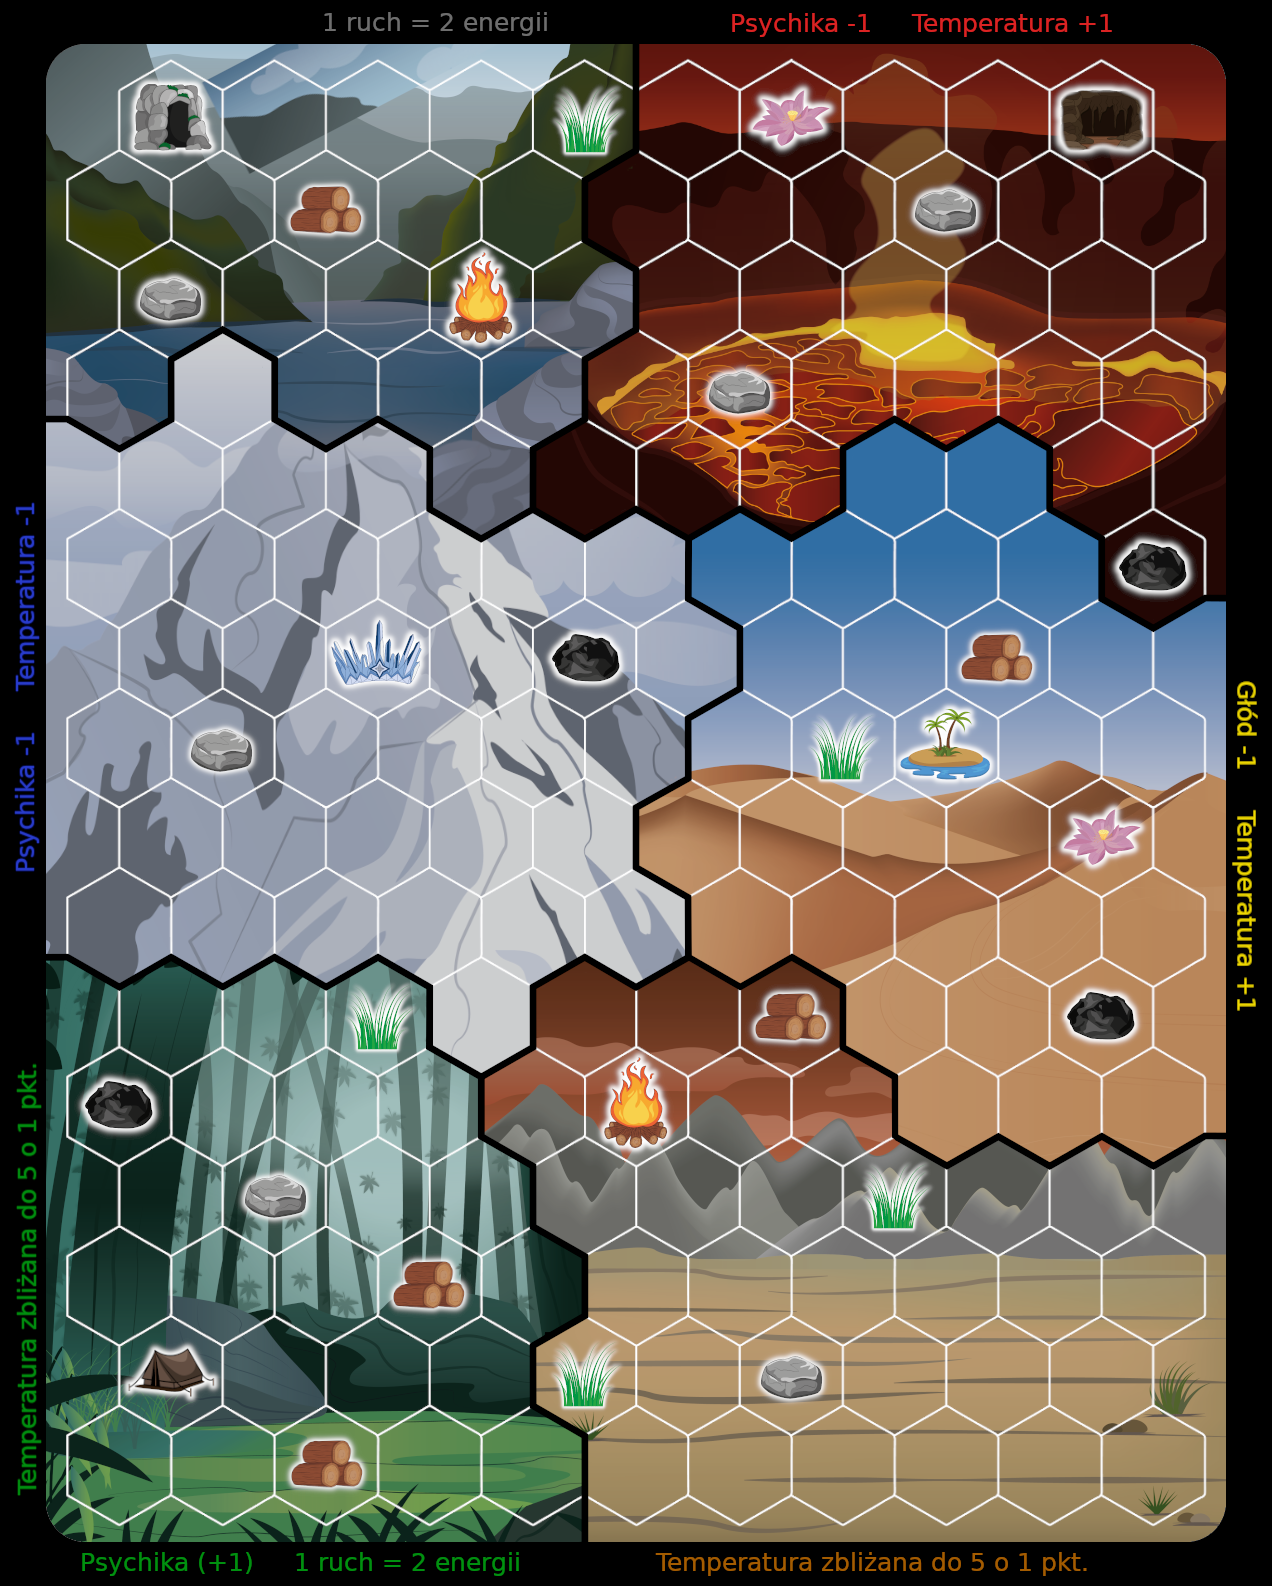 1 ruch = 2 energii
Psychika -1 Temperatura +1
Psychika -1 Temperatura -1
Głód -1 Temperatura +1
Temperatura zbliżana do 5 o 1 pkt.
Psychika (+1) 1 ruch = 2 energii
Temperatura zbliżana do 5 o 1 pkt.